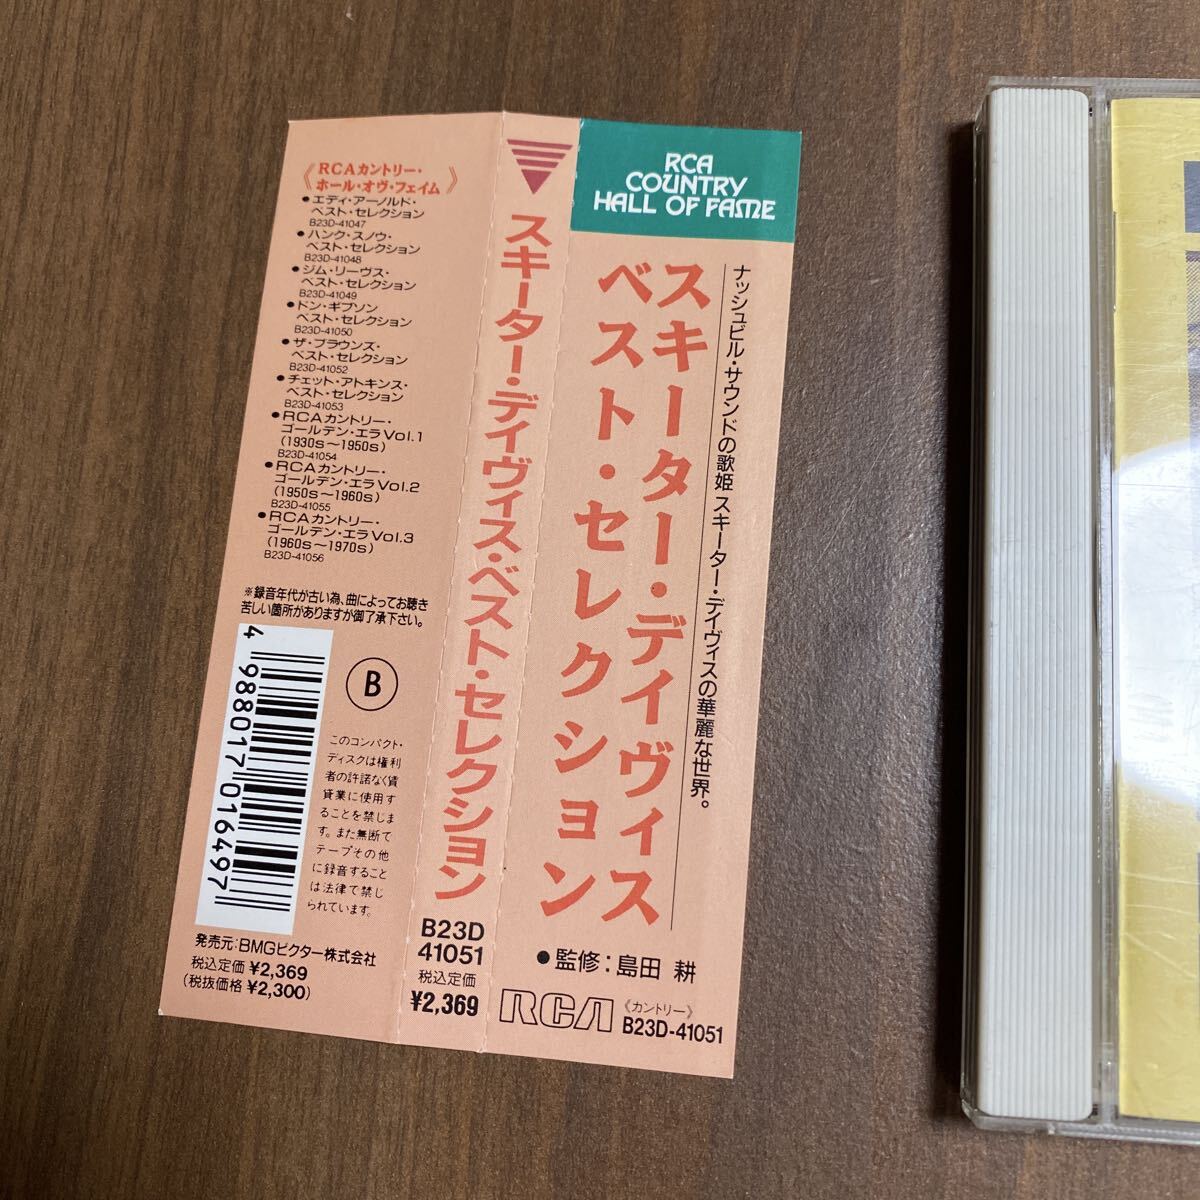 《RCAカントリー・
ホール・オヴ・フェイム》
●エディ・アーノルド・
ベスト・セレクション
B23D-41047
●ハンク・スノウ・
ベスト・セレクション
B23D-41048
●ジム・リーヴス・
ベスト・セレクション
B23D-41049
●ドン・ギブソン
ベスト・セレクション
B23D-41050
●ザ・ブラウンズ・
ベスト・セレクション
B23D-41052
●チェット・アトキンス・
ベスト・セレクション
B23D-41053
●RCAカントリー・
ゴールデン・エラVol.1
(1930s〜1950s)
B23D-41054
●RCAカントリー・
ゴールデン・エラVol.2
(1950s〜1960s)
B23D-41055
●RCAカントリー・
ゴールデン・エラVol.3
(1960s〜1970s)
B23D-41056
※録音年代が古い為、曲によってお聴き
苦しい箇所がありますが御了承下さい。
4 988017 016497
B
このコンパクト・
ディスクは権利
者の許諾なく賃
貸業に使用す
ることを禁じま
す。また無断で
テープその他
に録音すること
は法律で禁じ
られています。
発売元:BMGビクター株式会社
税込定価 ¥2,369
(税抜価格 ¥2,300)
スキーター・デイヴィス・ベスト・セレクション
B23D
41051
税込定価
¥2,369
RCA
COUNTRY
HALL OF FAME
ナッシュビル・サウンドの歌姫 スキーター・デイヴィスの華麗な世界。
スキーター・デイヴィス
ベスト・セレクション
●監修:島田 耕
RCA
《カントリー》
B23D-41051